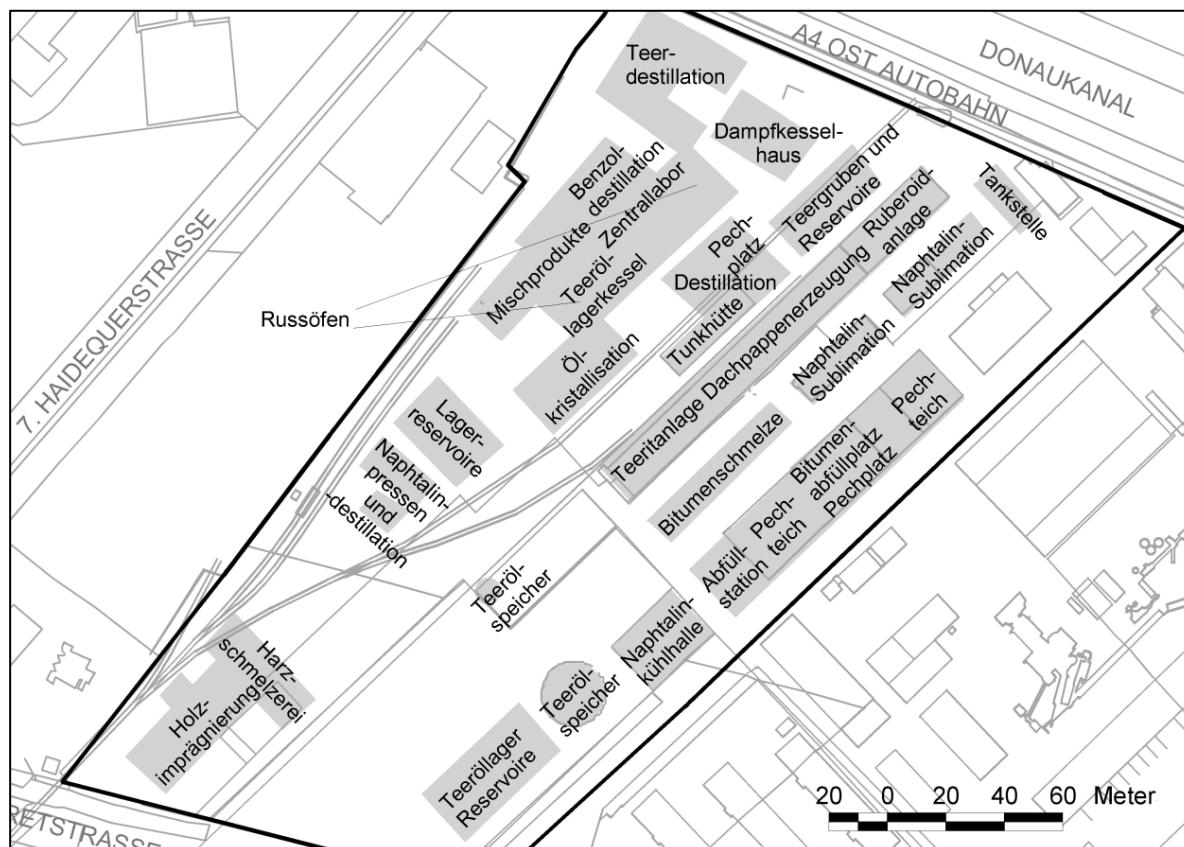 A4 OST AUTOBAHN
DONAUKANAL
7. HAIDEQUERSTRASSE
RETSTRASSE
Teer-
destillation
Dampfkessel-
haus
Benzol-
destillation
Mischprodukte
Zentrallabor
Teeröl-
lagerkessel
Russöfen
Öl-
kristallisation
Teergruben und
Reservoire
Ruberoid-
anlage
Tankstelle
Pech-
platz
Destillation
Tunkhütte
Naphtalin-
Sublimation
Naphtalin-
Sublimation
Teeritanlage Dachpappenerzeugung
Lager-
reservoire
Naphtalin-
pressen
und
-destillation
Bitumenschmelze
Pech-
teich
Bitumen-
abfüllplatz
Pechplatz
Pech-
teich
Abfüll-
station
Teeröl-
speicher
Naphtalin-
kühlhalle
Teeröl-
speicher
Harz-
schmelzerei
Holz-
imprägnierung
Teeröllager
Reservoire
20 0 20 40 60 Meter